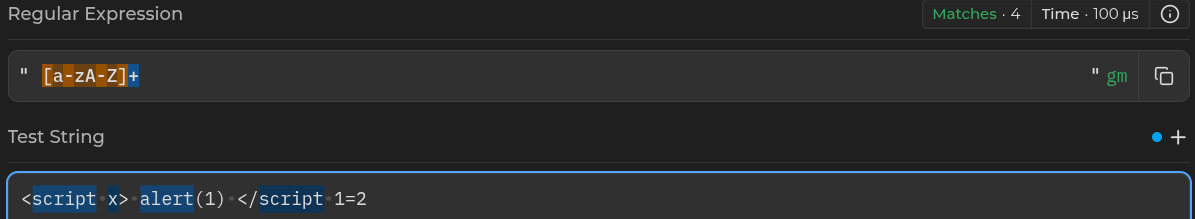 Regular Expression Matches · 4 Time · 100 µs
" [a-zA-Z]+ " gm
Test String
<script x> alert(1) </script 1=2